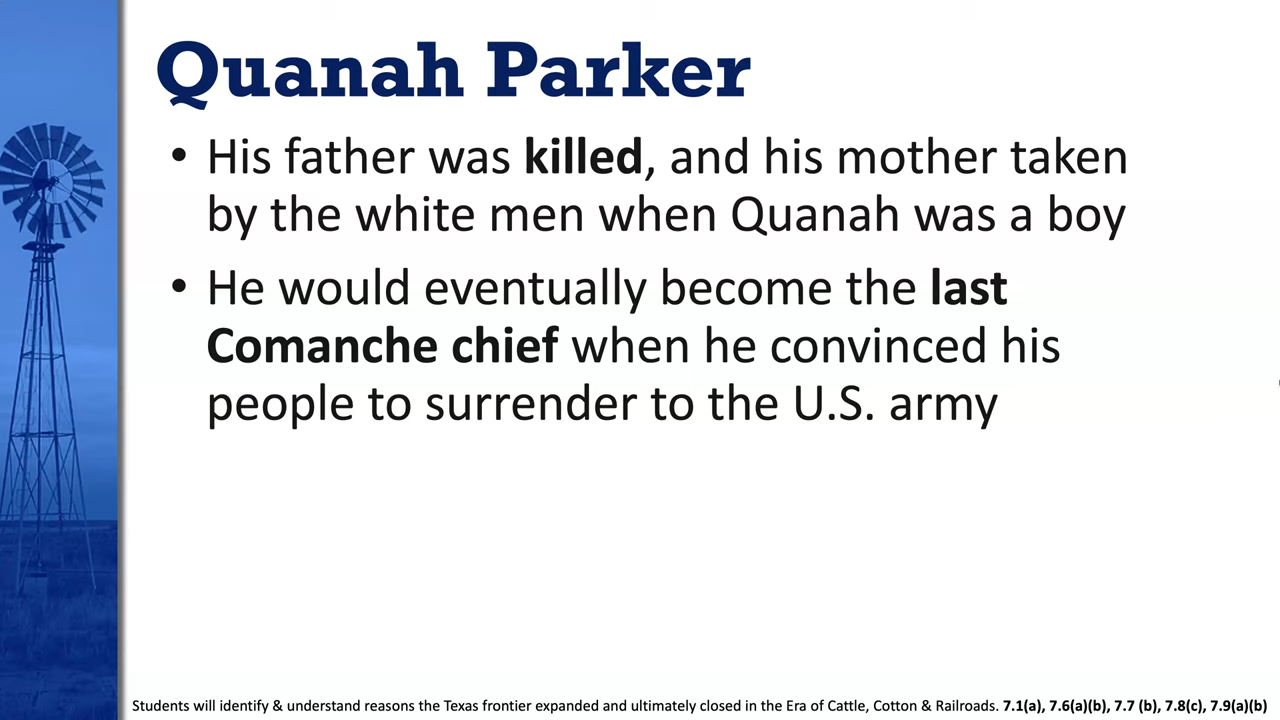 Quanah Parker
• His father was killed, and his mother taken
by the white men when Quanah was a boy
• He would eventually become the last
Comanche chief when he convinced his
people to surrender to the U.S. army
Students will identify & understand reasons the Texas frontier expanded and ultimately closed in the Era of Cattle, Cotton & Railroads. 7.1(a), 7.6(a)(b), 7.7 (b), 7.8(c), 7.9(a)(b)